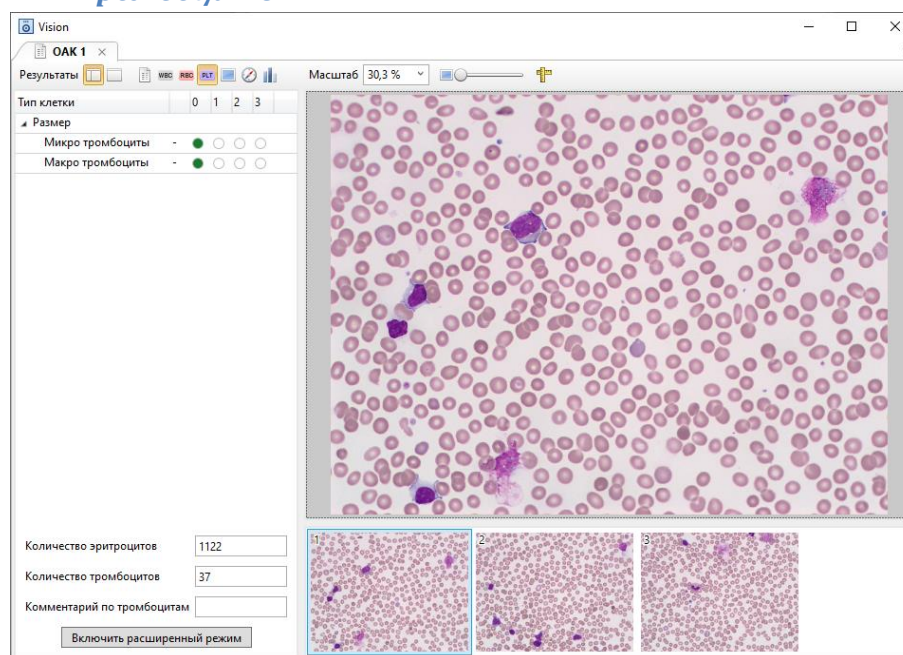 Vision
ОАК 1
Результаты WBC RBC PLT Масштаб 30,3 %
Тип клетки 0 1 2 3
Размер
Микро тромбоциты -
Макро тромбоциты -
Количество эритроцитов 1122
Количество тромбоцитов 37
Комментарий по тромбоцитам
Включить расширенный режим
1 2 3